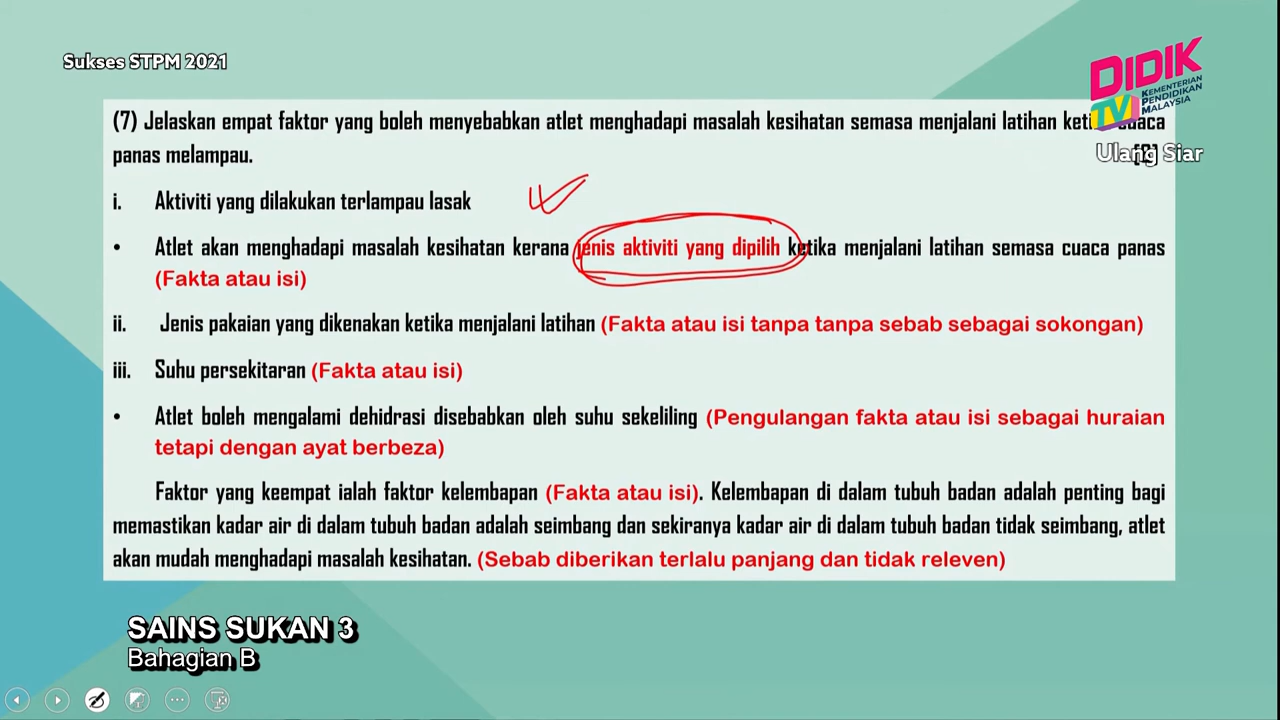 Sukses STPM 2021
DIDIK
TV
KEMENTERIAN
PENDIDIKAN
MALAYSIA
Ulang Siar
(7) Jelaskan empat faktor yang boleh menyebabkan atlet menghadapi masalah kesihatan semasa menjalani latihan
panas melampau.
i. Aktiviti yang dilakukan terlampau lasak
• Atlet akan menghadapi masalah kesihatan kerana jenis aktiviti yang dipilih ketika menjalani latihan semasa cuaca panas
(Fakta atau isi)
ii. Jenis pakaian yang dikenakan ketika menjalani latihan (Fakta atau isi tanpa tanpa sebab sebagai sokongan)
iii. Suhu persekitaran (Fakta atau isi)
• Atlet boleh mengalami dehidrasi disebabkan oleh suhu sekeliling (Pengulangan fakta atau isi sebagai huraian
tetapi dengan ayat berbeza)
Faktor yang keempat ialah faktor kelembapan (Fakta atau isi). Kelembapan di dalam tubuh badan adalah penting bagi
memastikan kadar air di dalam tubuh badan adalah seimbang dan sekiranya kadar air di dalam tubuh badan tidak seimbang, atlet
akan mudah menghadapi masalah kesihatan. (Sebab diberikan terlalu panjang dan tidak releven)
SAINS SUKAN 3
Bahagian B